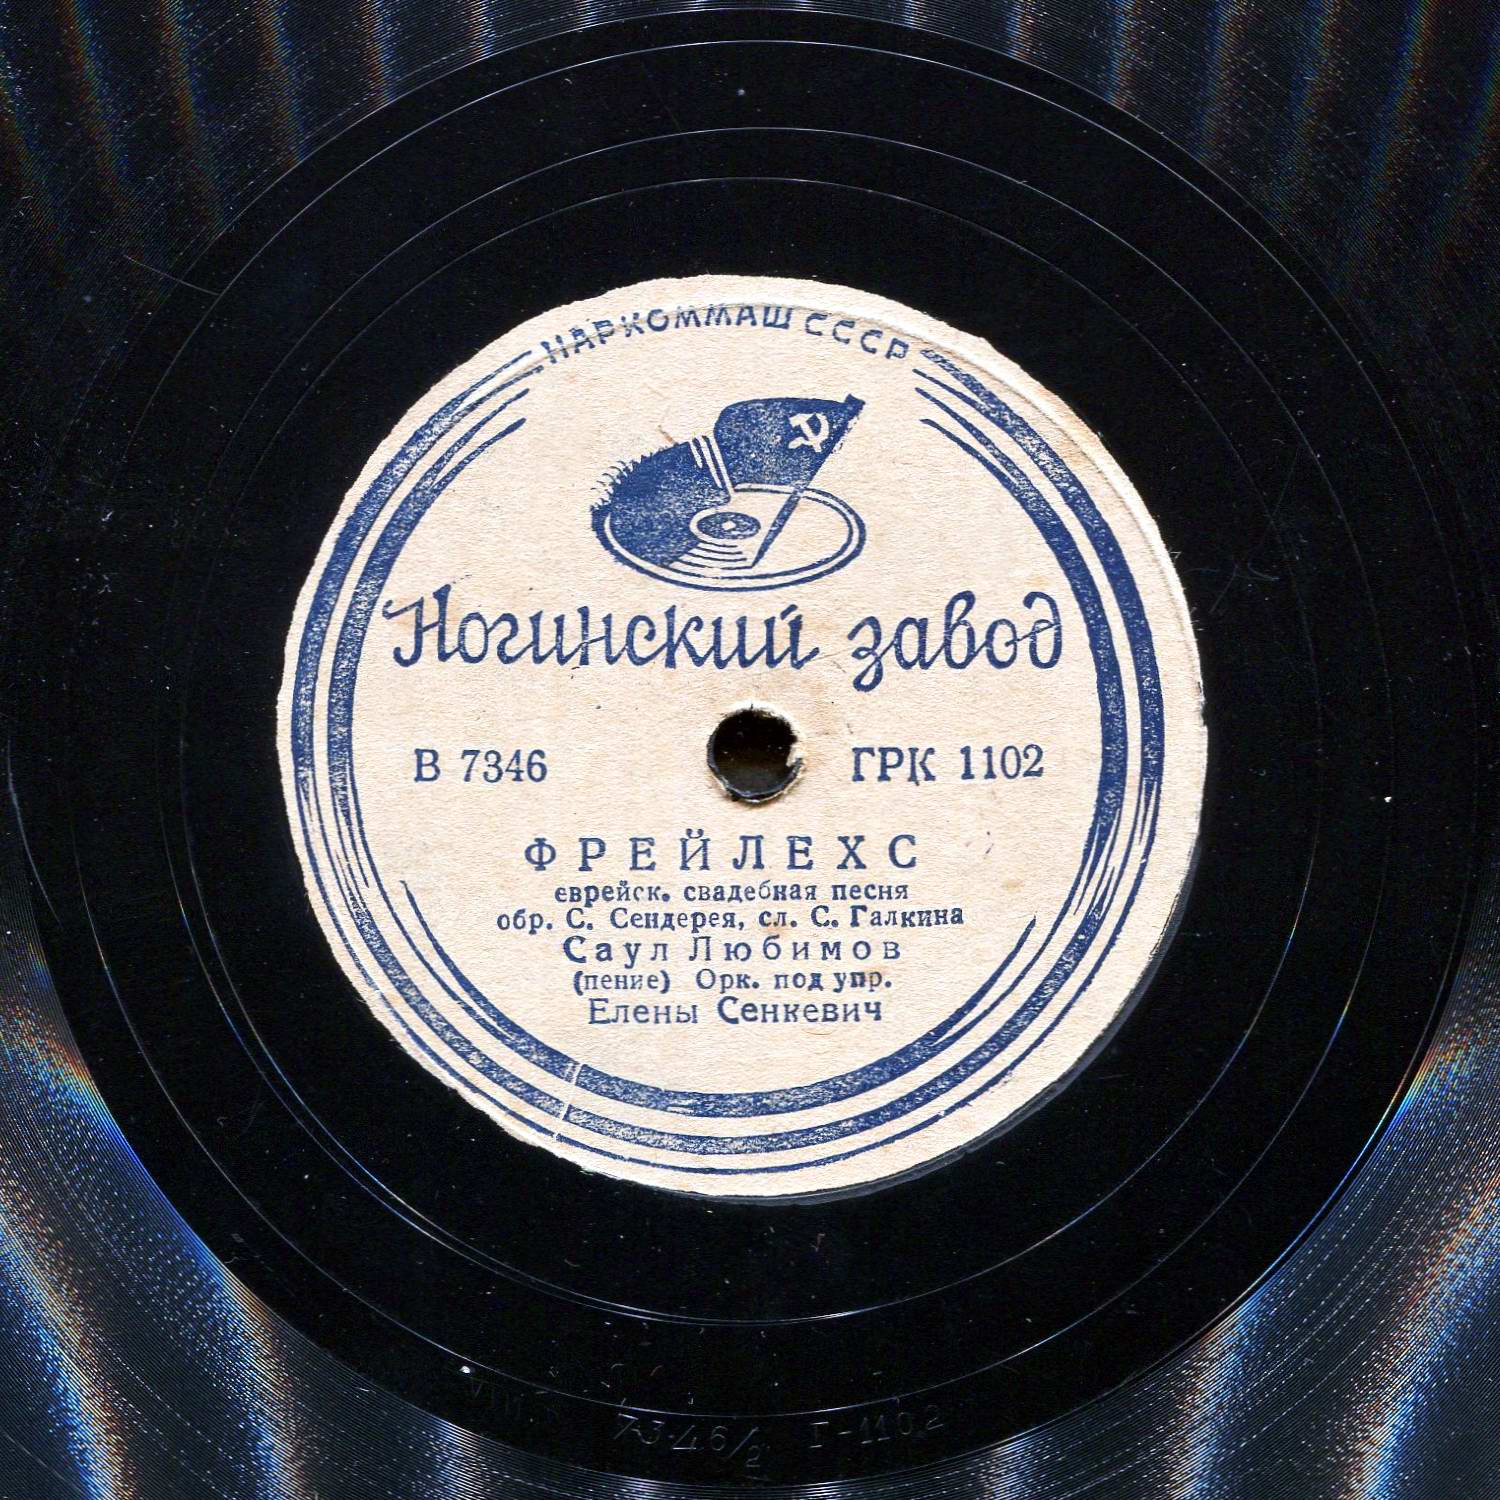 НАРКОММАШ СССР
Ногинский завод
В 7346 ГРК 1102
ФРЕЙЛЕХС
еврейск. свадебная песня
обр. С. Сендерея, сл. С. Галкина
Саул Любимов
(пение) Орк. под упр.
Елены Сенкевич
7346/2 Г-1102